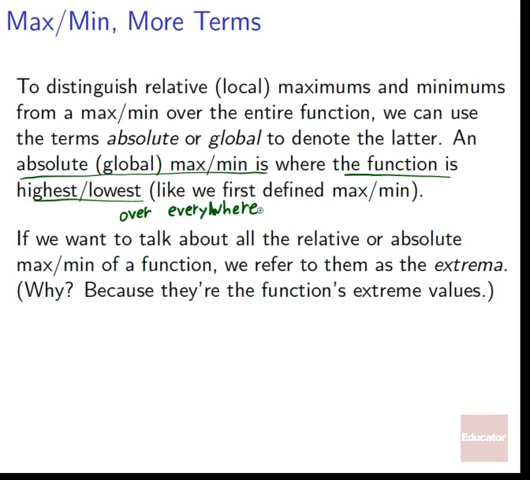 Max/Min, More Terms
To distinguish relative (local) maximums and minimums
from a max/min over the entire function, we can use
the terms absolute or global to denote the latter. An
absolute (global) max/min is where the function is
highest/lowest (like we first defined max/min).
over everywhere
If we want to talk about all the relative or absolute
max/min of a function, we refer to them as the extrema.
(Why? Because they're the function's extreme values.)
Educator